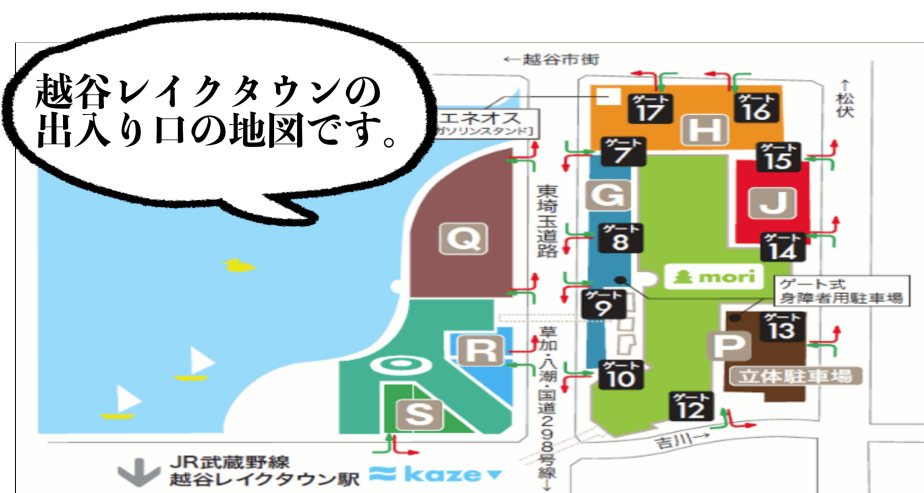 越谷レイクタウンの
出入り口の地図です。
←越谷市街
エネオス
ガソリンスタンド]
ゲート
17
ゲート
16
H
↑松伏
ゲート
7
ゲート
15
G
J
Q
東埼玉道路
ゲート
8
ゲート
14
mori
ゲート式
身障者用駐車場
ゲート
9
ゲート
13
R
P
草加・八潮・国道298号線↓
ゲート
10
立体駐車場
S
ゲート
12
吉川→
JR武蔵野線
越谷レイクタウン駅
kaze